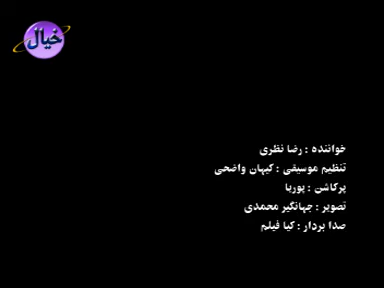 خیال
خواننده : رضا نظری
تنظیم موسیقی : کیهان واضحی
پرکاشن : پوریا
تصویر : جهانگیر محمدی
صدا بردار : کیا فیلم